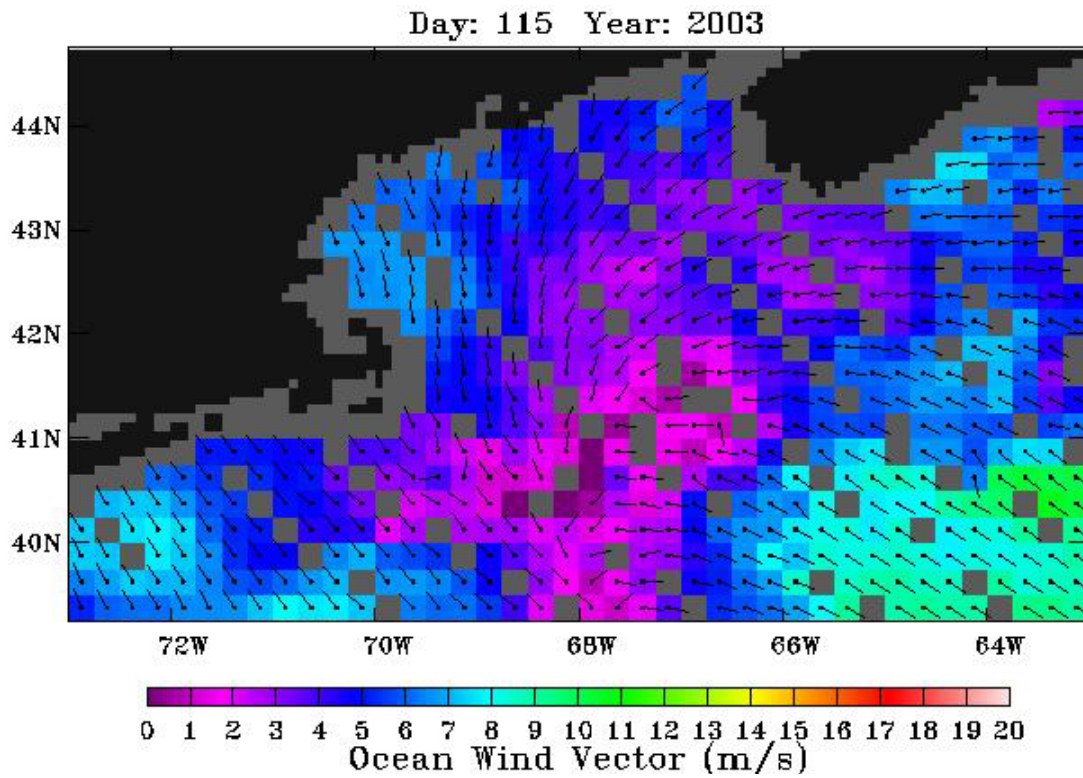 Day: 115 Year: 2003
44N
43N
42N
41N
40N
72W 70W 68W 66W 64W
0 1 2 3 4 5 6 7 8 9 10 11 12 13 14 15 16 17 18 19 20
Ocean Wind Vector (m/s)